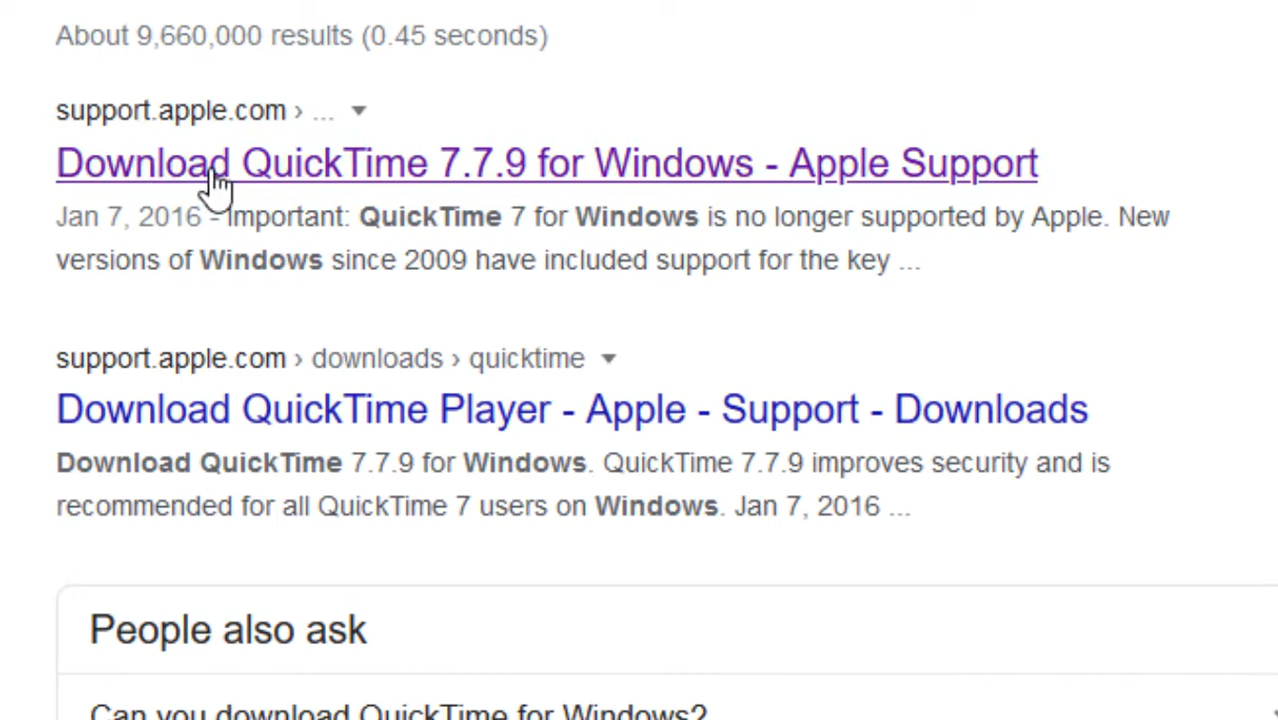 About 9,660,000 results (0.45 seconds)
support.apple.com › ...
Download QuickTime 7.7.9 for Windows - Apple Support
Jan 7, 2016 - Important: QuickTime 7 for Windows is no longer supported by Apple. New
versions of Windows since 2009 have included support for the key ...
support.apple.com › downloads › quicktime
Download QuickTime Player - Apple - Support - Downloads
Download QuickTime 7.7.9 for Windows. QuickTime 7.7.9 improves security and is
recommended for all QuickTime 7 users on Windows. Jan 7, 2016 ...
People also ask
Can you download QuickTime for Windows?